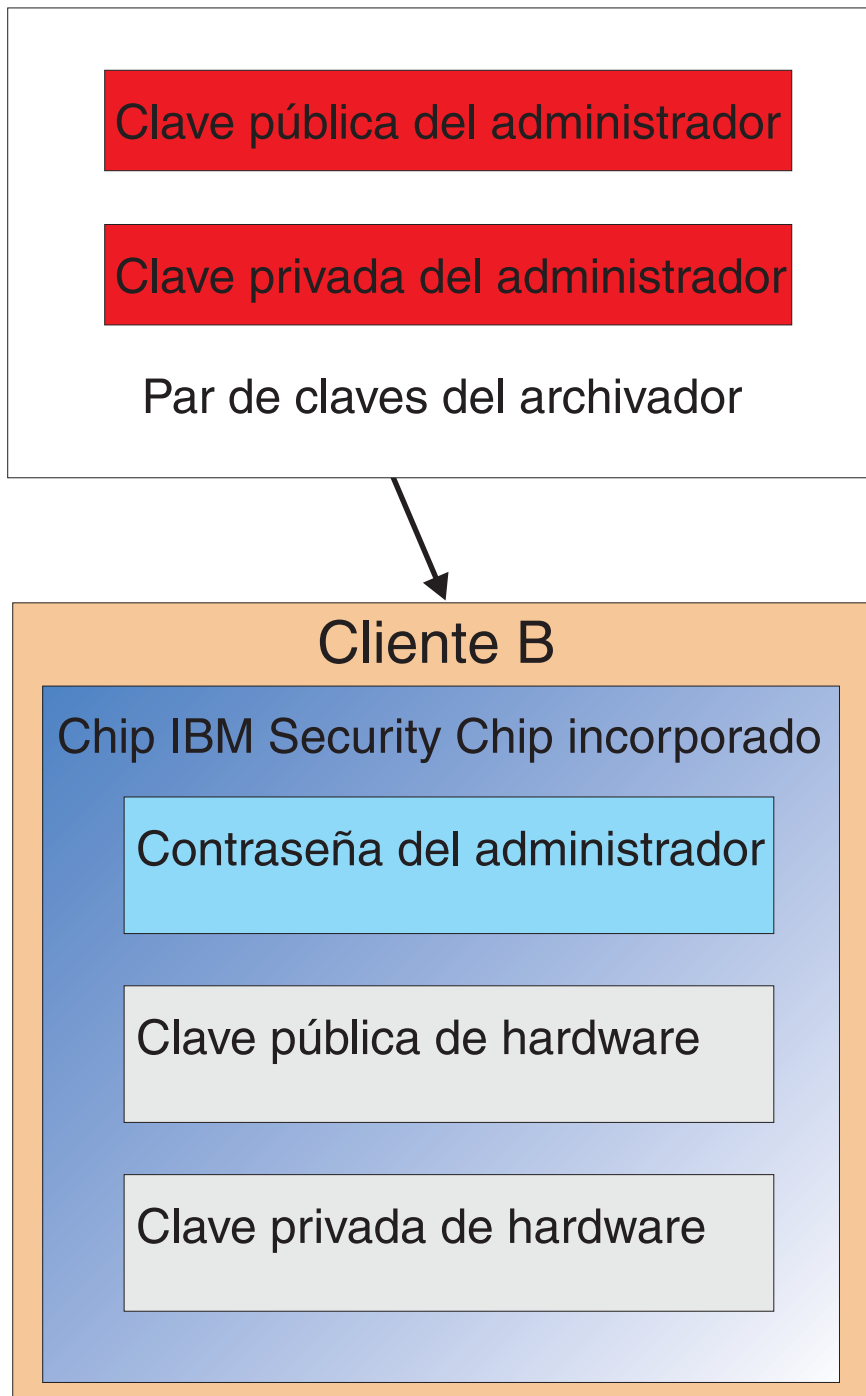 Clave pública del administrador
Clave privada del administrador
Par de claves del archivador
Cliente B
Chip IBM Security Chip incorporado
Contraseña del administrador
Clave pública de hardware
Clave privada de hardware